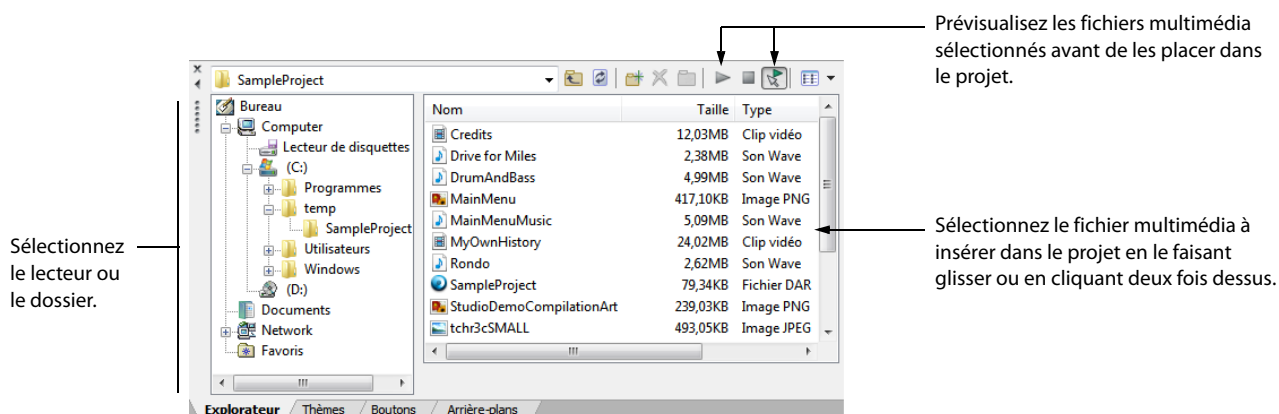 Prévisualisez les fichiers multimédia
sélectionnés avant de les placer dans
le projet.
SampleProject
Bureau
Computer
Lecteur de disquettes
(C:)
Programmes
temp
SampleProject
Utilisateurs
Windows
(D:)
Documents
Network
Favoris
Nom Taille Type
Credits 12,03MB Clip vidéo
Drive for Miles 2,38MB Son Wave
DrumAndBass 4,99MB Son Wave
MainMenu 417,10KB Image PNG
MainMenuMusic 5,09MB Son Wave
MyOwnHistory 24,02MB Clip vidéo
Rondo 2,62MB Son Wave
SampleProject 79,34KB Fichier DAR
StudioDemoCompilationArt 239,03KB Image PNG
tchr3cSMALL 493,05KB Image JPEG
Sélectionnez
le lecteur ou
le dossier.
Sélectionnez le fichier multimédia à
insérer dans le projet en le faisant
glisser ou en cliquant deux fois dessus.
Explorateur Thèmes Boutons Arrière-plans